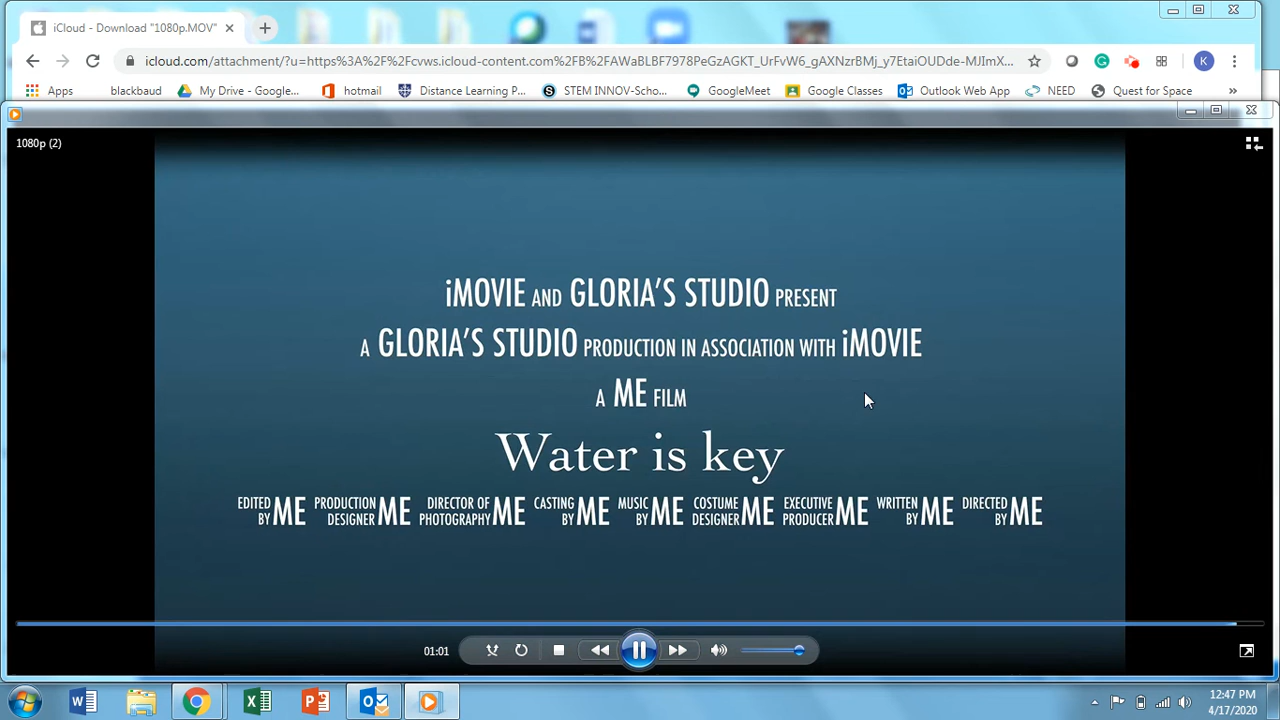 iCloud - Download "1080p.MOV"
icloud.com/attachment/?u=https%3A%2F%2Fcvws.icloud-content.com%2FB%2FAWaBLBF7978PeGzAGKT_UrFvW6_gAXNzrBMj_y7EtaiOUDde-MJImX...
K
Apps blackbaud My Drive - Google... hotmail Distance Learning P... STEM INNOV-Scho... GoogleMeet Google Classes Outlook Web App NEED Quest for Space »
1080p (2)
iMOVIE AND GLORIA'S STUDIO PRESENT
A GLORIA'S STUDIO PRODUCTION IN ASSOCIATION WITH iMOVIE
A ME FILM
Water is key
EDITED BY ME PRODUCTION DESIGNER ME DIRECTOR OF PHOTOGRAPHY ME CASTING BY ME MUSIC BY ME COSTUME DESIGNER ME EXECUTIVE PRODUCER ME WRITTEN BY ME DIRECTED BY ME
01:01
12:47 PM
4/17/2020